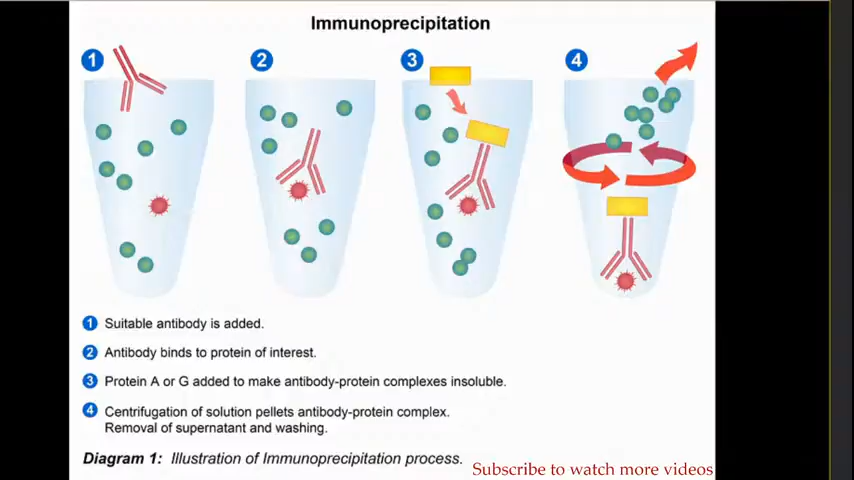 Immunoprecipitation
1
2
3
4
1 Suitable antibody is added.
2 Antibody binds to protein of interest.
3 Protein A or G added to make antibody-protein complexes insoluble.
4 Centrifugation of solution pellets antibody-protein complex.
Removal of supernatant and washing.
Diagram 1: Illustration of Immunoprecipitation process.
Subscribe to watch more videos